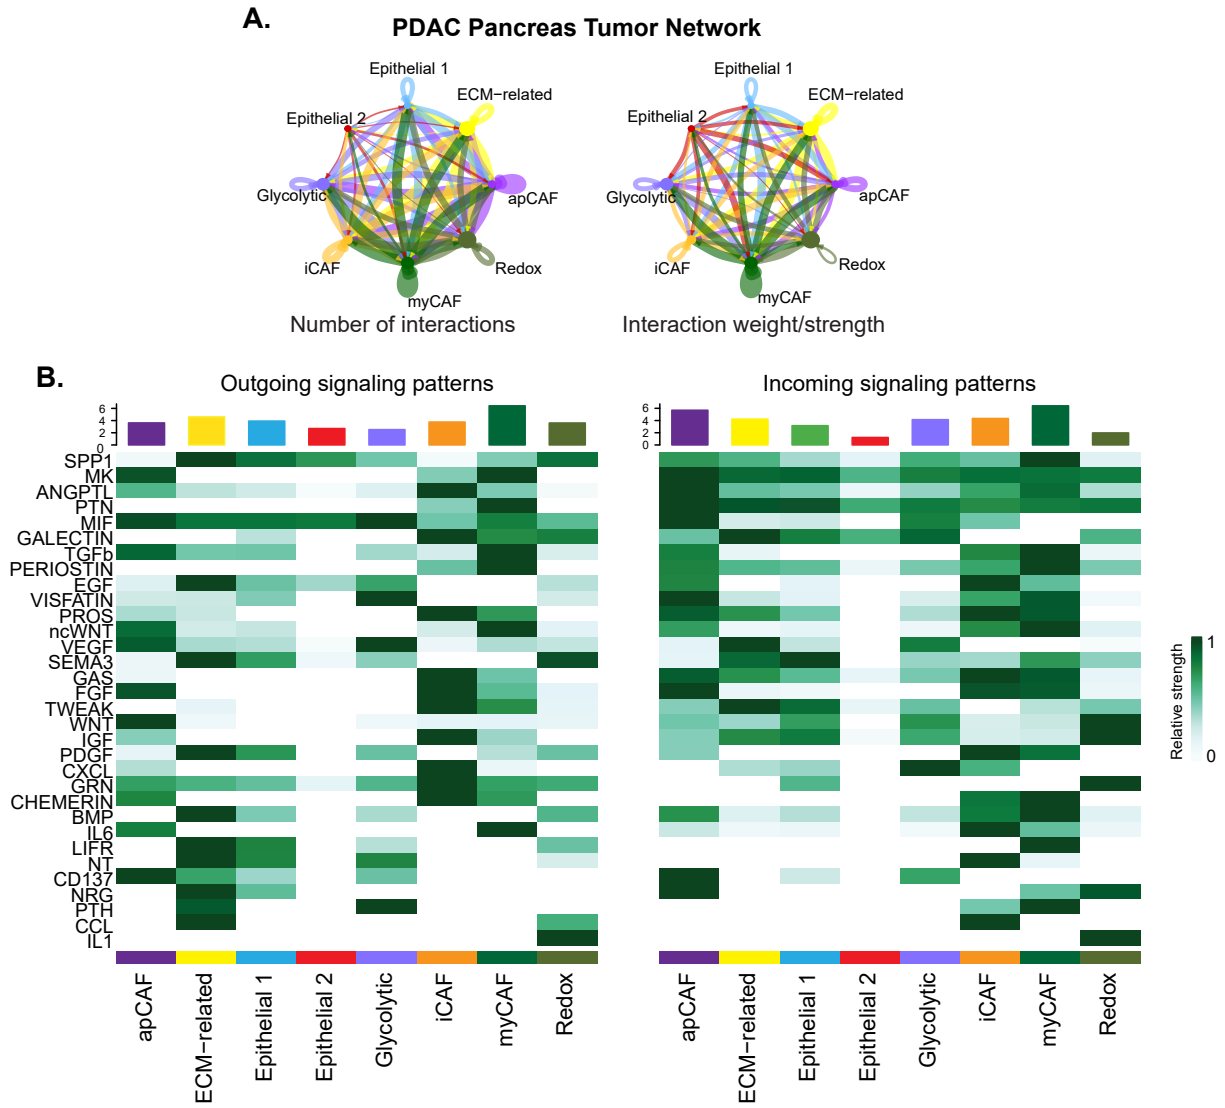 A.
PDAC Pancreas Tumor Network
Epithelial 1
ECM−related
Epithelial 2
Glycolytic
apCAF
iCAF
Redox
myCAF
Number of interactions
Epithelial 1
ECM−related
Epithelial 2
Glycolytic
apCAF
iCAF
Redox
myCAF
Interaction weight/strength
B.
Outgoing signaling patterns
6
4
2
0
SPP1
MK
ANGPTL
PTN
MIF
GALECTIN
TGFb
PERIOSTIN
EGF
VISFATIN
PROS
ncWNT
VEGF
SEMA3
GAS
FGF
TWEAK
WNT
IGF
PDGF
CXCL
GRN
CHEMERIN
BMP
IL6
LIFR
NT
CD137
NRG
PTH
CCL
IL1
apCAF
ECM−related
Epithelial 1
Epithelial 2
Glycolytic
iCAF
myCAF
Redox
Incoming signaling patterns
6
4
2
0
apCAF
ECM−related
Epithelial 1
Epithelial 2
Glycolytic
iCAF
myCAF
Redox
Relative strength
1
0